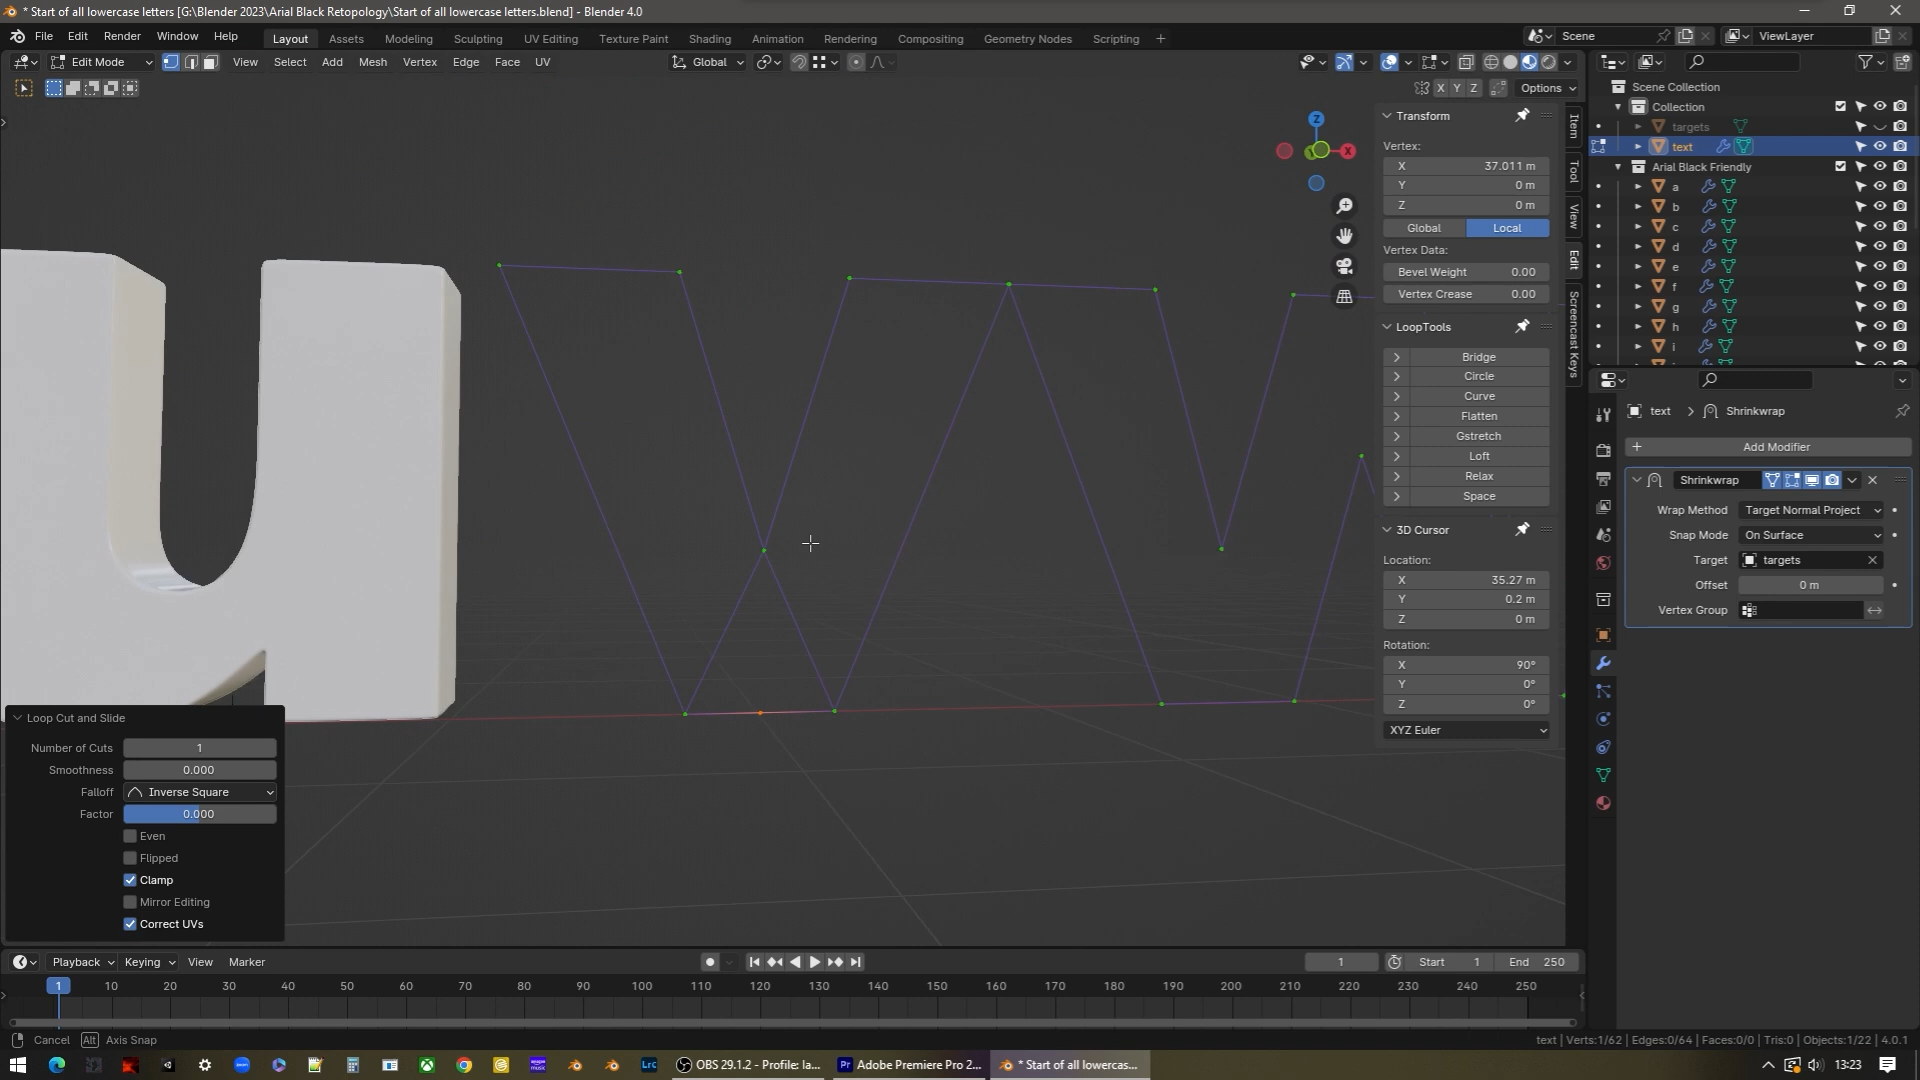 * Start of all lowercase letters [G:\Blender 2023\Arial Black Retopology\Start of all lowercase letters.blend] - Blender 4.0
File Edit Render Window Help
Layout Assets Modeling Sculpting UV Editing Texture Paint Shading Animation Rendering Compositing Geometry Nodes Scripting +
Scene
ViewLayer
Edit Mode
View Select Add Mesh Vertex Edge Face UV
Global
X Y Z
Options
Z
X
Y
Transform
Vertex:
X 37.011 m
Y 0 m
Z 0 m
Global Local
Vertex Data:
Bevel Weight 0.00
Vertex Crease 0.00
LoopTools
Bridge
Circle
Curve
Flatten
Gstretch
Loft
Relax
Space
3D Cursor
Location:
X 35.27 m
Y 0.2 m
Z 0 m
Rotation:
X 90°
Y 0°
Z 0°
XYZ Euler
Item
Tool
View
Edit
Screencast Keys
Scene Collection
Collection
targets
text
Arial Black Friendly
a
b
c
d
e
f
g
h
i
text > Shrinkwrap
+ Add Modifier
Shrinkwrap
Wrap Method Target Normal Project
Snap Mode On Surface
Target targets
Offset 0 m
Vertex Group
Loop Cut and Slide
Number of Cuts 1
Smoothness 0.000
Falloff Inverse Square
Factor 0.000
Even
Flipped
Clamp
Mirror Editing
Correct UVs
Playback Keying View Marker
1
Start 1
End 250
1 10 20 30 40 50 60 70 80 90 100 110 120 130 140 150 160 170 180 190 200 210 220 230 240 250
Cancel Alt Axis Snap
text | Verts:1/62 | Edges:0/64 | Faces:0/0 | Tris:0 | Objects:1/22 | 4.0.1
zoom
music
Lrc
OBS 29.1.2 - Profile: la...
Pr Adobe Premiere Pro 2...
* Start of all lowercas...
13:23